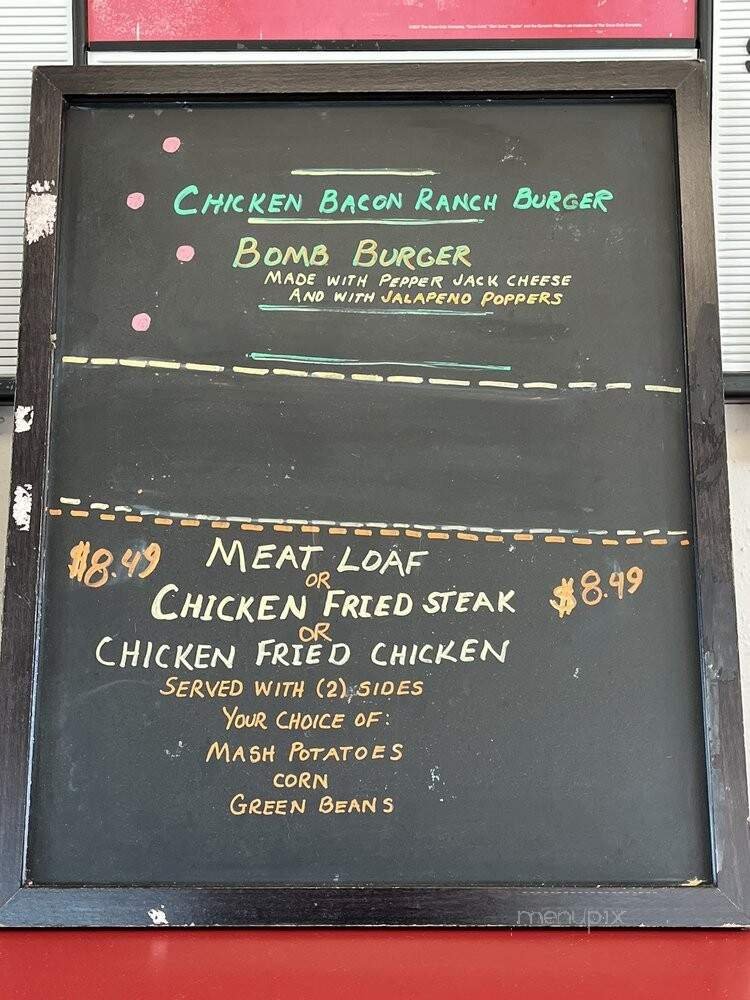 CHICKEN BACON RANCH BURGER
BOMB BURGER
MADE WITH PEPPER JACK CHEESE
AND WITH JALAPENO POPPERS
$8.49 MEAT LOAF
OR
CHICKEN FRIED STEAK $8.49
OR
CHICKEN FRIED CHICKEN
SERVED WITH (2) SIDES
YOUR CHOICE OF:
MASH POTATOES
CORN
GREEN BEANS
menupix